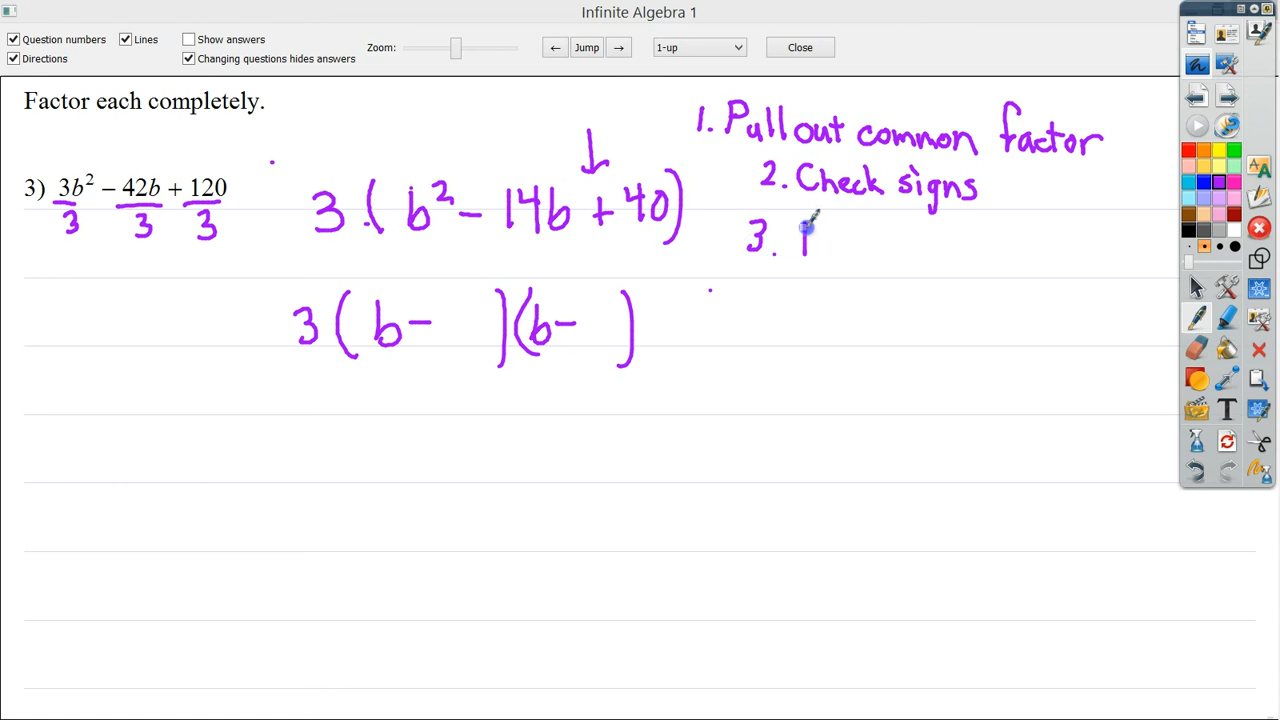 Infinite Algebra 1
Question numbers Lines Show answers
Directions Changing questions hides answers
Zoom: ← Jump → 1-up Close
Factor each completely.
1. Pull out common factor
2. Check signs
3.
3) 3b² − 42b + 120
3 3 3
3.( b² − 14b + 40)
3 ( b − )(b − )